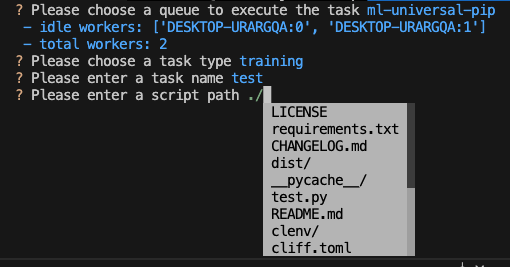 ? Please choose a queue to execute the task ml-universal-pip
- idle workers: ['DESKTOP-URARGQA:0', 'DESKTOP-URARGQA:1']
- total workers: 2
? Please choose a task type training
? Please enter a task name test
? Please enter a script path ./
LICENSE
requirements.txt
CHANGELOG.md
dist/
__pycache__/
test.py
README.md
clenv/
cliff.toml